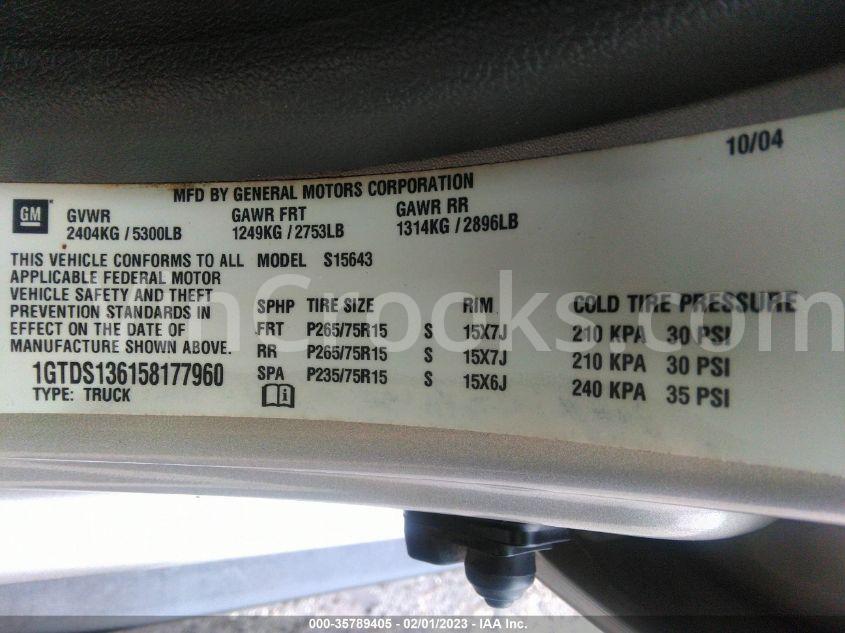 10/04
MFD BY GENERAL MOTORS CORPORATION
GM
GVWR GAWR FRT GAWR RR
2404KG / 5300LB 1249KG / 2753LB 1314KG / 2896LB
THIS VEHICLE CONFORMS TO ALL MODEL S15643
APPLICABLE FEDERAL MOTOR
VEHICLE SAFETY AND THEFT
PREVENTION STANDARDS IN
EFFECT ON THE DATE OF
MANUFACTURE SHOWN ABOVE.
SPHP TIRE SIZE RIM COLD TIRE PRESSURE
FRT P265/75R15 S 15X7J 210 KPA 30 PSI
RR P265/75R15 S 15X7J 210 KPA 30 PSI
SPA P235/75R15 S 15X6J 240 KPA 35 PSI
1GTDS136158177960
TYPE: TRUCK
VinCrooks.com
000-35789405 - 02/01/2023 - IAA Inc.